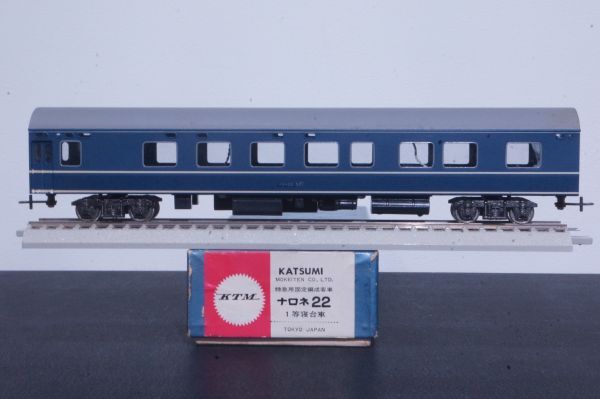 KTM
KATSUMI
MOKEITEN CO., LTD.
特急用固定編成客車
ナロネ22
1等寝台車
TOKYO JAPAN